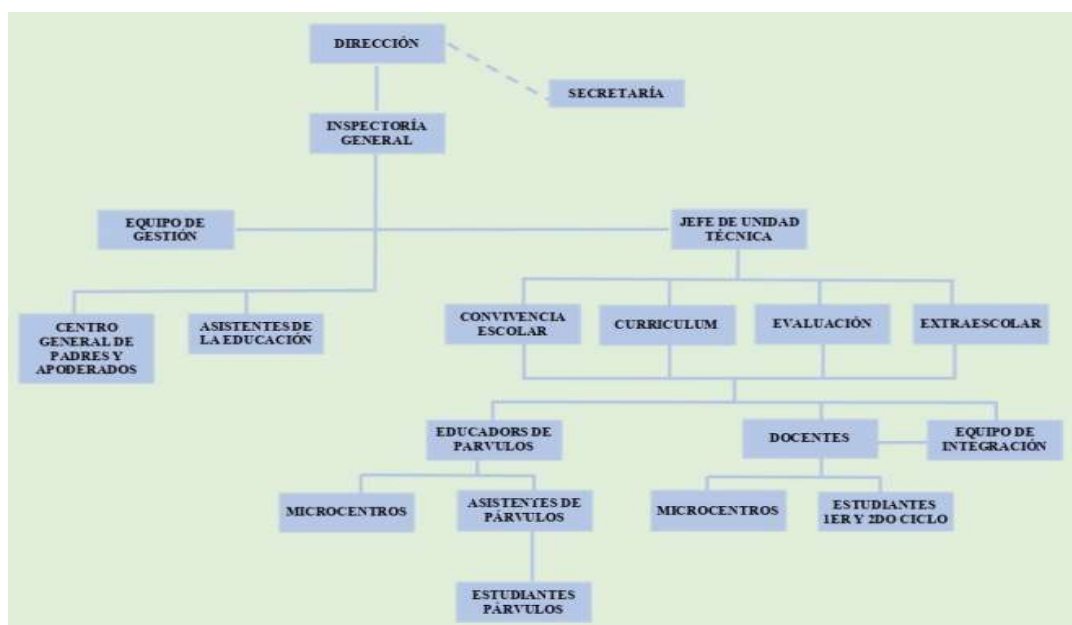 DIRECCIÓN
SECRETARÍA
INSPECTORÍA
GENERAL
EQUIPO DE
GESTIÓN
JEFE DE UNIDAD
TÉCNICA
CENTRO
GENERAL DE
PADRES Y
APODERADOS
ASISTENTES DE
LA EDUCACIÓN
CONVIVENCIA
ESCOLAR
CURRICULUM
EVALUACIÓN
EXTRAESCOLAR
EDUCADORS DE
PARVULOS
DOCENTES
EQUIPO DE
INTEGRACIÓN
MICROCENTROS
ASISTENTES DE
PÁRVULOS
MICROCENTROS
ESTUDIANTES
1ER Y 2DO CICLO
ESTUDIANTES
PÁRVULOS